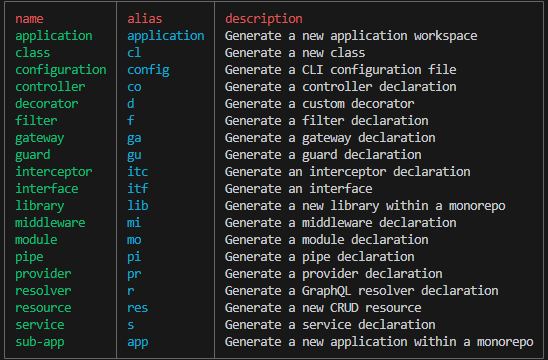 name alias description
application application Generate a new application workspace
class cl Generate a new class
configuration config Generate a CLI configuration file
controller co Generate a controller declaration
decorator d Generate a custom decorator
filter f Generate a filter declaration
gateway ga Generate a gateway declaration
guard gu Generate a guard declaration
interceptor itc Generate an interceptor declaration
interface itf Generate an interface
library lib Generate a new library within a monorepo
middleware mi Generate a middleware declaration
module mo Generate a module declaration
pipe pi Generate a pipe declaration
provider pr Generate a provider declaration
resolver r Generate a GraphQL resolver declaration
resource res Generate a new CRUD resource
service s Generate a service declaration
sub-app app Generate a new application within a monorepo